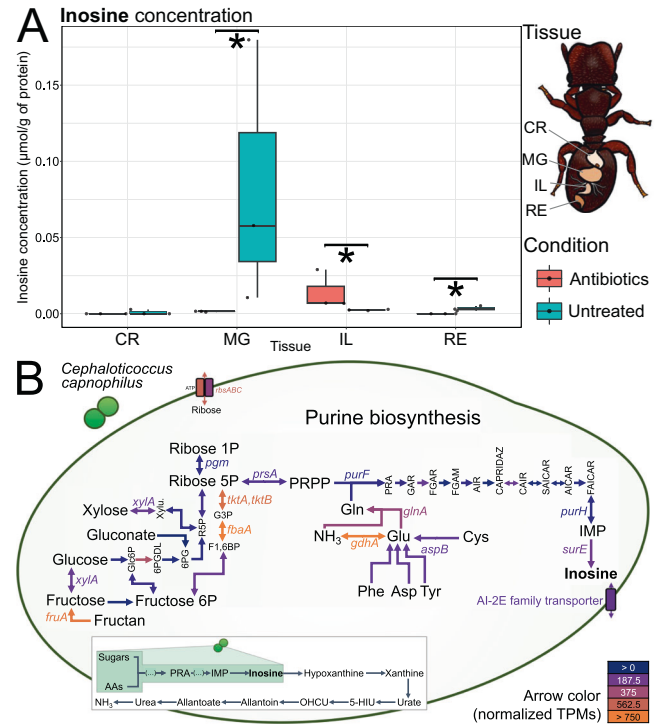 A
Inosine concentration
Inosine concentration (μmol/g of protein)
0.15
0.10
0.05
0.00
*
*
*
CR
MG
IL
RE
Tissue
Tissue
CR
MG
IL
RE
Condition
Antibiotics
Untreated
B
Cephaloticoccus
capnophilus
ATP
rbsABC
Ribose
Purine biosynthesis
Ribose 1P
pgm
Ribose 5P
prsA
PRPP
purF
PRA
GAR
FGAR
FGAM
AIR
CAPRIDAZ
CAIR
SAICAR
AICAR
FAICAR
tktA,tktB
G3P
fbaA
F1,6BP
Xylose
xylA
Xylu.
R5P
Gluconate
Glucose
Glc6P
6PGDL
6PG
xylA
Fructose
Fructose 6P
fruA
Fructan
Gln
glnA
NH₃
gdhA
Glu
aspB
Cys
Phe
Asp
Tyr
purH
IMP
surE
Inosine
AI-2E family transporter
Sugars
AAs
(...)
PRA
(...)
IMP
Inosine
Hypoxanthine
Xanthine
NH₃
Urea
Allantoate
Allantoin
OHCU
5-HIU
Urate
Arrow color
(normalized TPMs)
> 0
187.5
375
562.5
> 750